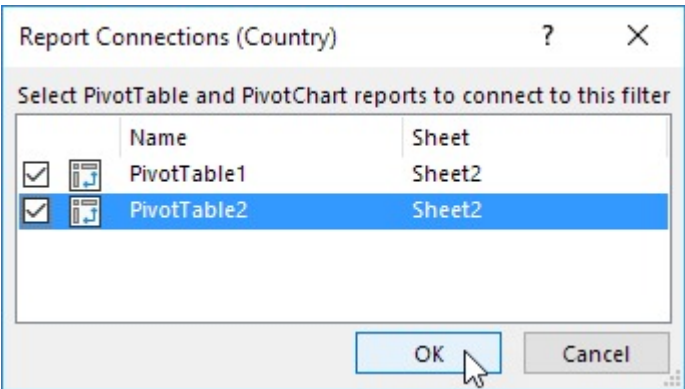 Report Connections (Country) ?
Select PivotTable and PivotChart reports to connect to this filter
Name Sheet
PivotTable1 Sheet2
PivotTable2 Sheet2
OK Cancel